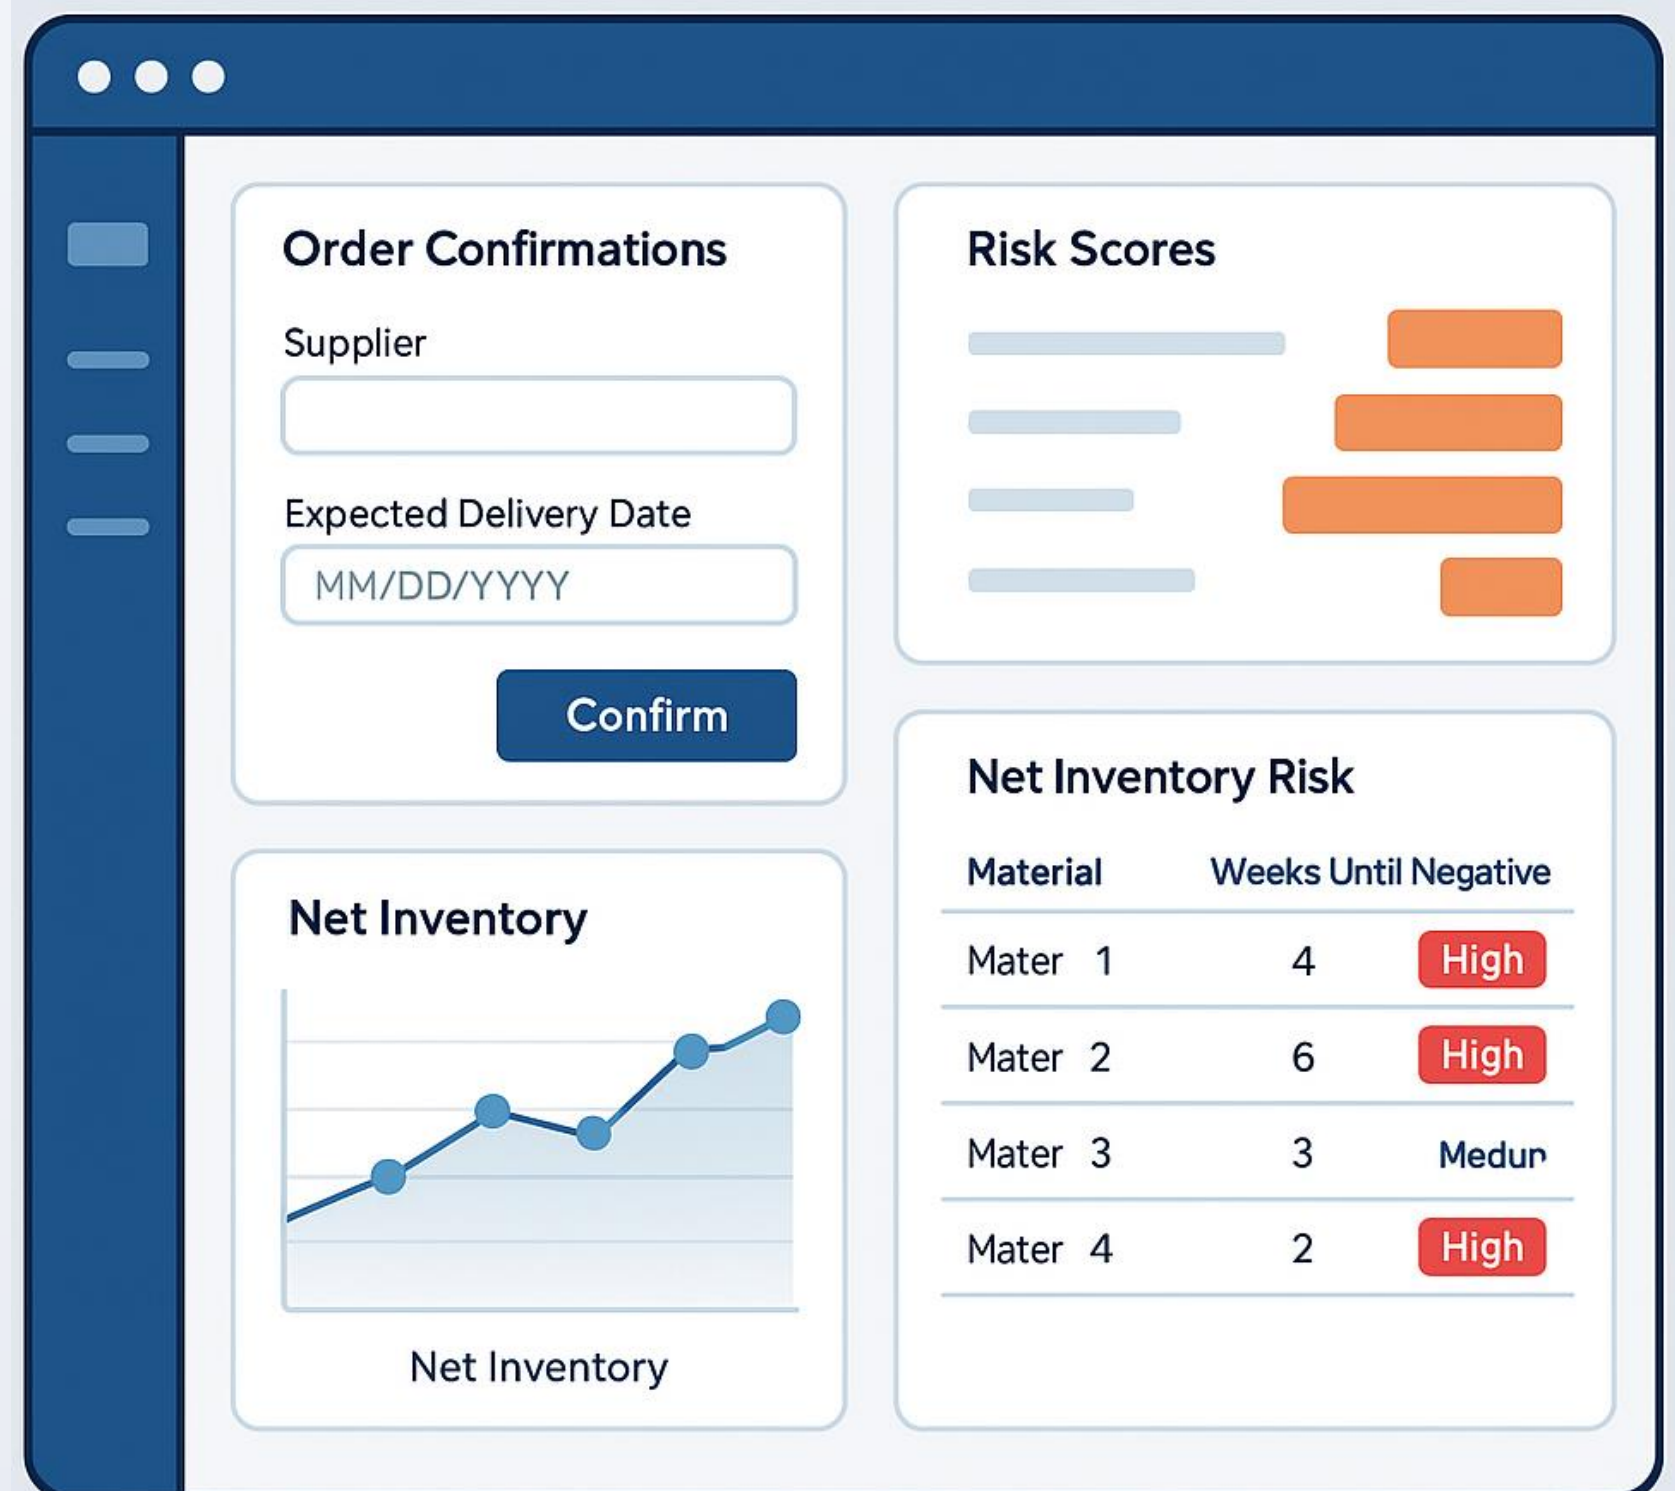 Order Confirmations
Supplier
Expected Delivery Date
MM/DD/YYYY
Confirm
Risk Scores
Net Inventory
Net Inventory
Net Inventory Risk
Material Weeks Until Negative
Mater 1 4 High
Mater 2 6 High
Mater 3 3 Medur
Mater 4 2 High